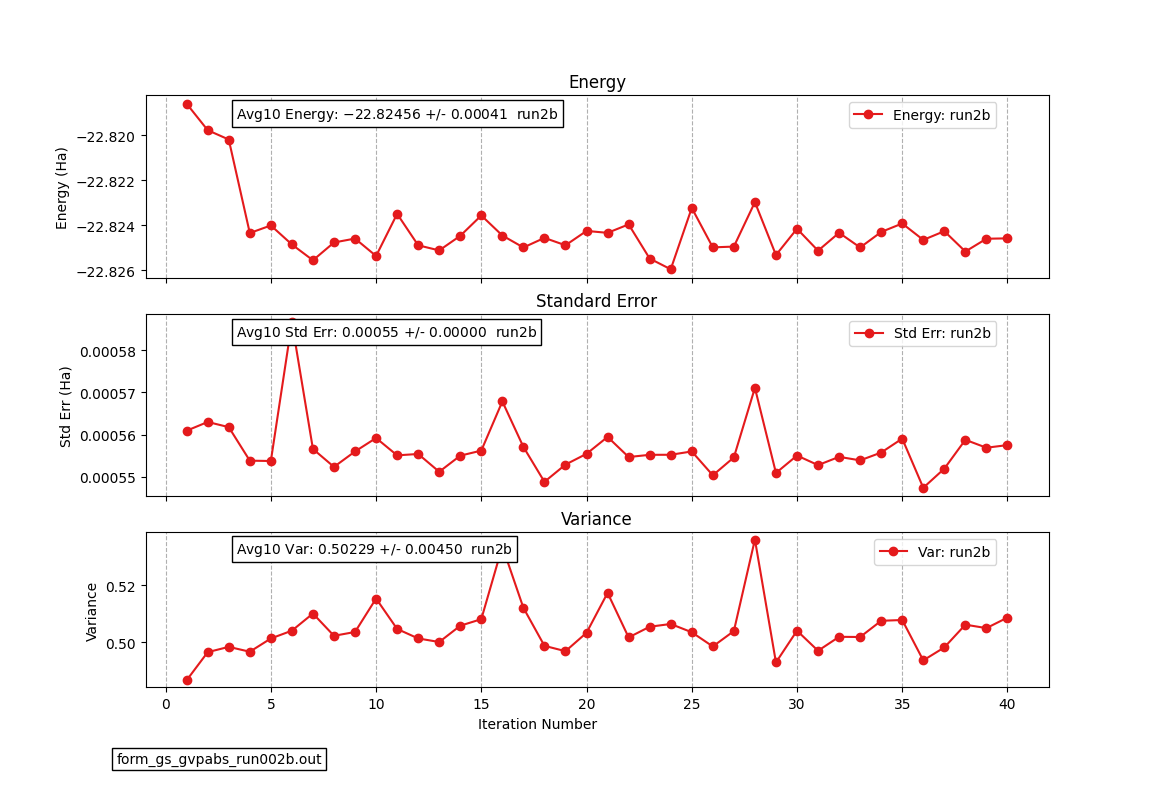 Energy
Avg10 Energy: −22.82456 +/- 0.00041 run2b
Energy: run2b
Energy (Ha)
−22.820
−22.822
−22.824
−22.826
Standard Error
Avg10 Std Err: 0.00055 +/- 0.00000 run2b
Std Err: run2b
Std Err (Ha)
0.00058
0.00057
0.00056
0.00055
Variance
Avg10 Var: 0.50229 +/- 0.00450 run2b
Var: run2b
Variance
0.52
0.50
0 5 10 15 20 25 30 35 40
Iteration Number
form_gs_gvpabs_run002b.out